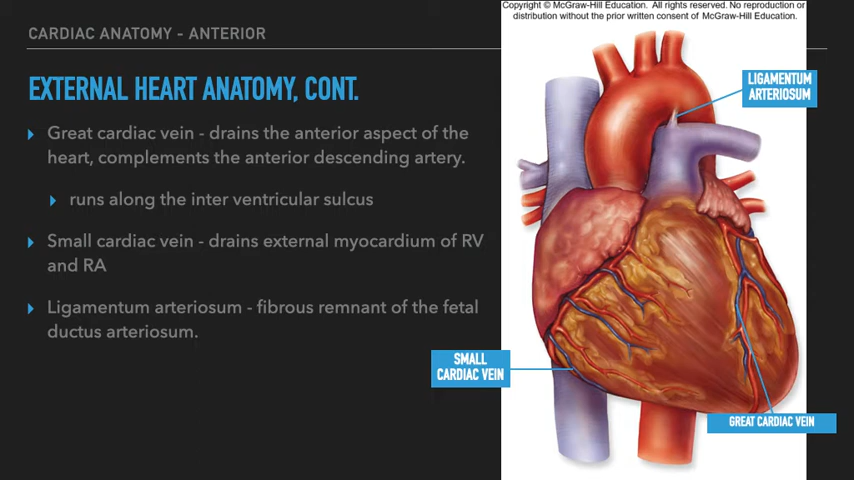 Copyright © McGraw-Hill Education. All rights reserved. No reproduction or
distribution without the prior written consent of McGraw-Hill Education.
CARDIAC ANATOMY - ANTERIOR
EXTERNAL HEART ANATOMY, CONT.
Great cardiac vein - drains the anterior aspect of the
heart, complements the anterior descending artery.
runs along the inter ventricular sulcus
Small cardiac vein - drains external myocardium of RV
and RA
Ligamentum arteriosum - fibrous remnant of the fetal
ductus arteriosum.
LIGAMENTUM
ARTERIOSUM
SMALL
CARDIAC VEIN
GREAT CARDIAC VEIN